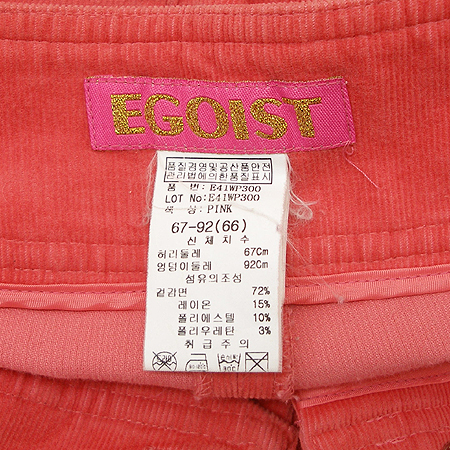 EGOIST
품질경영및공산품안전
관리법에의한품질표시
품 번: E41WP300
LOT No: E41WP300
색 상: PINK
67-92(66)
신체치수
허리둘레 67Cm
엉덩이둘레 92Cm
섬유의조성
겉감면 72%
레이온 15%
폴리에스텔 10%
폴리우레탄 3%
취급주의